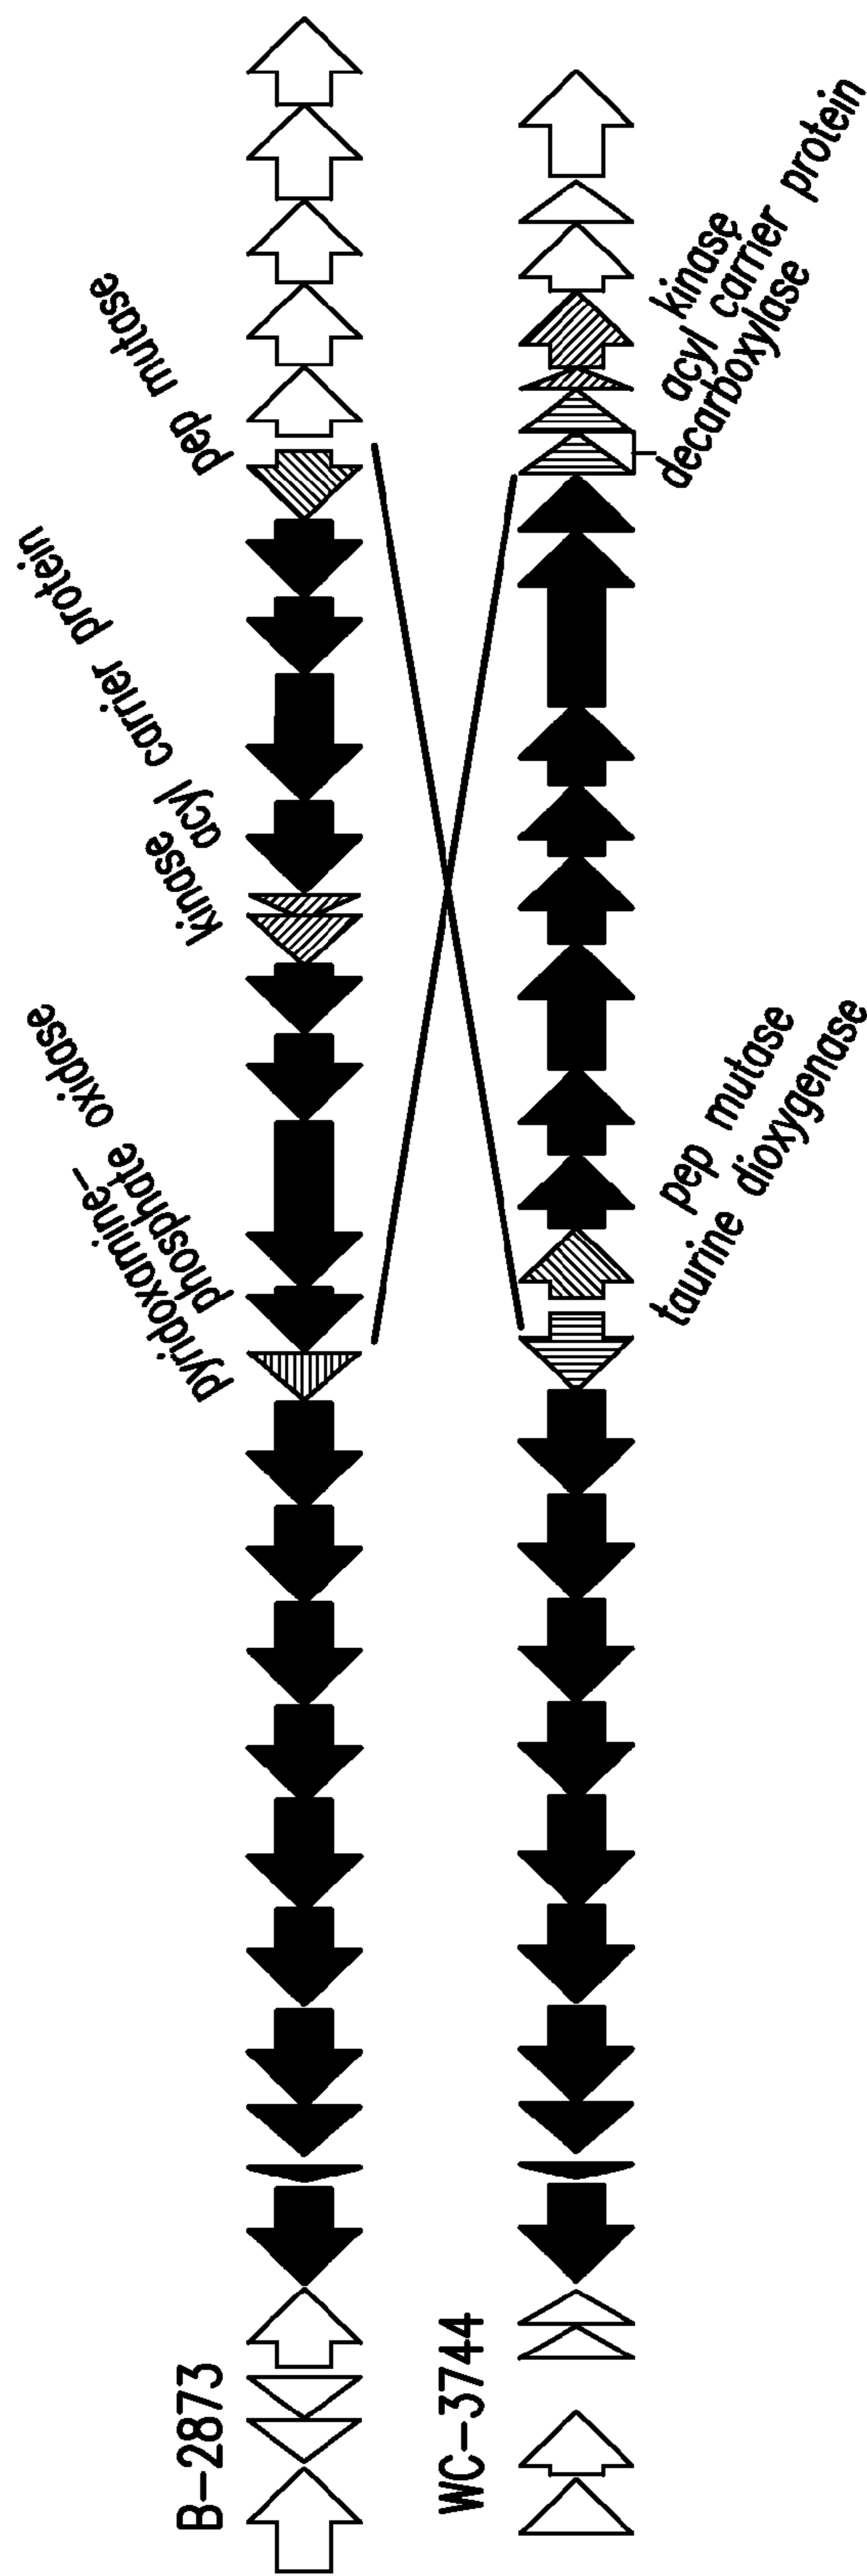 B-2873
pyridoxamine-
phosphate oxidase
kinase
acyl carrier protein
pep mutase
WC-3744
taurine dioxygenase
pep mutase
decarboxylase
acyl carrier protein
kinase